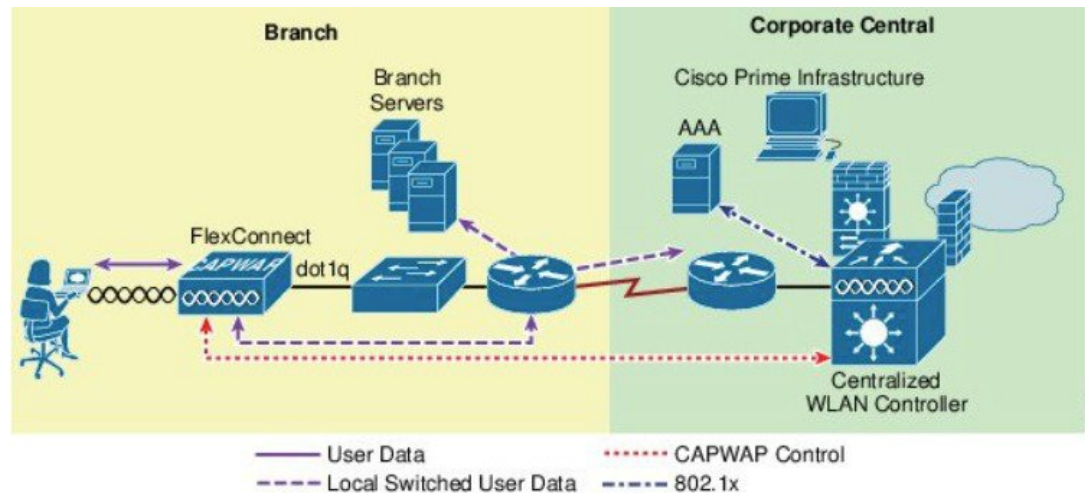 Branch
Corporate Central
Branch
Servers
Cisco Prime Infrastructure
AAA
FlexConnect
CAPWAP
dot1q
Centralized
WLAN Controller
User Data
CAPWAP Control
Local Switched User Data
802.1x